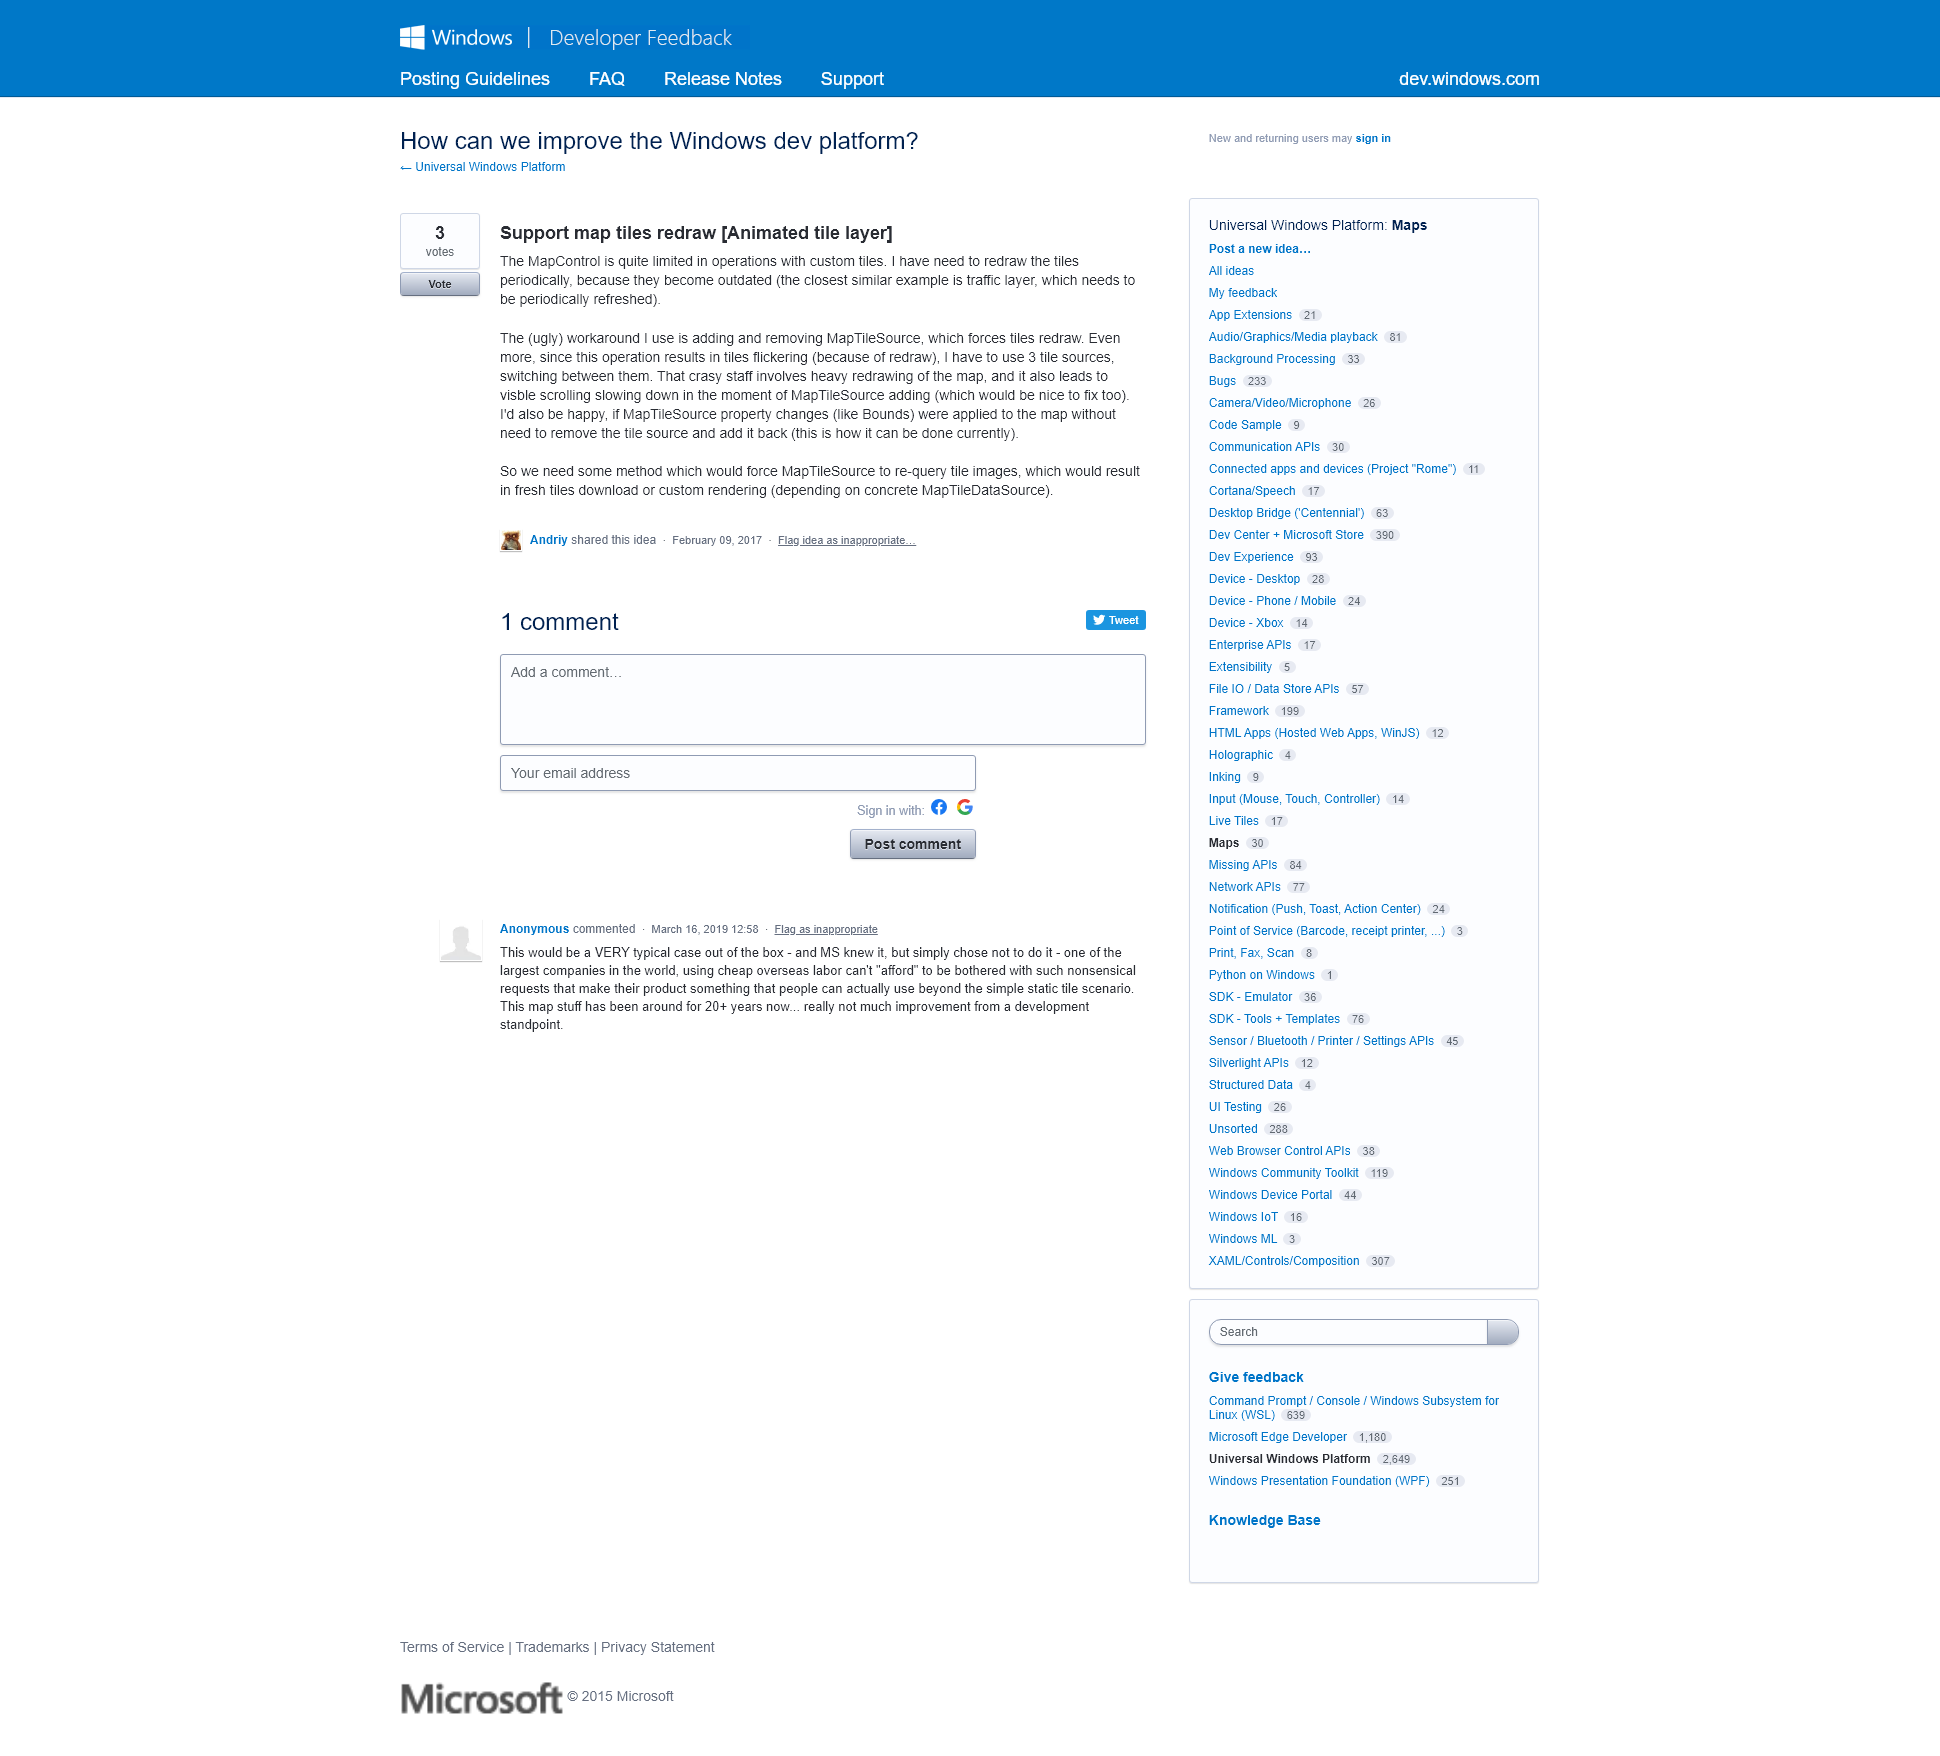 Windows | Developer Feedback
Posting Guidelines FAQ Release Notes Support dev.windows.com
How can we improve the Windows dev platform?
← Universal Windows Platform
New and returning users may sign in
3
votes
Vote
Support map tiles redraw [Animated tile layer]
The MapControl is quite limited in operations with custom tiles. I have need to redraw the tiles
periodically, because they become outdated (the closest similar example is traffic layer, which needs to
be periodically refreshed).
The (ugly) workaround I use is adding and removing MapTileSource, which forces tiles redraw. Even
more, since this operation results in tiles flickering (because of redraw), I have to use 3 tile sources,
switching between them. That crasy staff involves heavy redrawing of the map, and it also leads to
visble scrolling slowing down in the moment of MapTileSource adding (which would be nice to fix too).
I'd also be happy, if MapTileSource property changes (like Bounds) were applied to the map without
need to remove the tile source and add it back (this is how it can be done currently).
So we need some method which would force MapTileSource to re-query tile images, which would result
in fresh tiles download or custom rendering (depending on concrete MapTileDataSource).
Andriy shared this idea · February 09, 2017 · Flag idea as inappropriate…
1 comment
Tweet
Add a comment…
Your email address
Sign in with:
Post comment
Anonymous commented · March 16, 2019 12:58 · Flag as inappropriate
This would be a VERY typical case out of the box - and MS knew it, but simply chose not to do it - one of the
largest companies in the world, using cheap overseas labor can't "afford" to be bothered with such nonsensical
requests that make their product something that people can actually use beyond the simple static tile scenario.
This map stuff has been around for 20+ years now... really not much improvement from a development
standpoint.
Universal Windows Platform: Maps
Post a new idea…
All ideas
My feedback
App Extensions 21
Audio/Graphics/Media playback 81
Background Processing 33
Bugs 233
Camera/Video/Microphone 26
Code Sample 9
Communication APIs 30
Connected apps and devices (Project "Rome") 11
Cortana/Speech 17
Desktop Bridge ('Centennial') 63
Dev Center + Microsoft Store 390
Dev Experience 93
Device - Desktop 28
Device - Phone / Mobile 24
Device - Xbox 14
Enterprise APIs 17
Extensibility 5
File IO / Data Store APIs 57
Framework 199
HTML Apps (Hosted Web Apps, WinJS) 12
Holographic 4
Inking 9
Input (Mouse, Touch, Controller) 14
Live Tiles 17
Maps 30
Missing APIs 84
Network APIs 77
Notification (Push, Toast, Action Center) 24
Point of Service (Barcode, receipt printer, ...) 3
Print, Fax, Scan 8
Python on Windows 1
SDK - Emulator 36
SDK - Tools + Templates 76
Sensor / Bluetooth / Printer / Settings APIs 45
Silverlight APIs 12
Structured Data 4
UI Testing 26
Unsorted 288
Web Browser Control APIs 38
Windows Community Toolkit 119
Windows Device Portal 44
Windows IoT 16
Windows ML 3
XAML/Controls/Composition 307
Search
Give feedback
Command Prompt / Console / Windows Subsystem for
Linux (WSL) 639
Microsoft Edge Developer 1,180
Universal Windows Platform 2,649
Windows Presentation Foundation (WPF) 251
Knowledge Base
Terms of Service | Trademarks | Privacy Statement
Microsoft © 2015 Microsoft